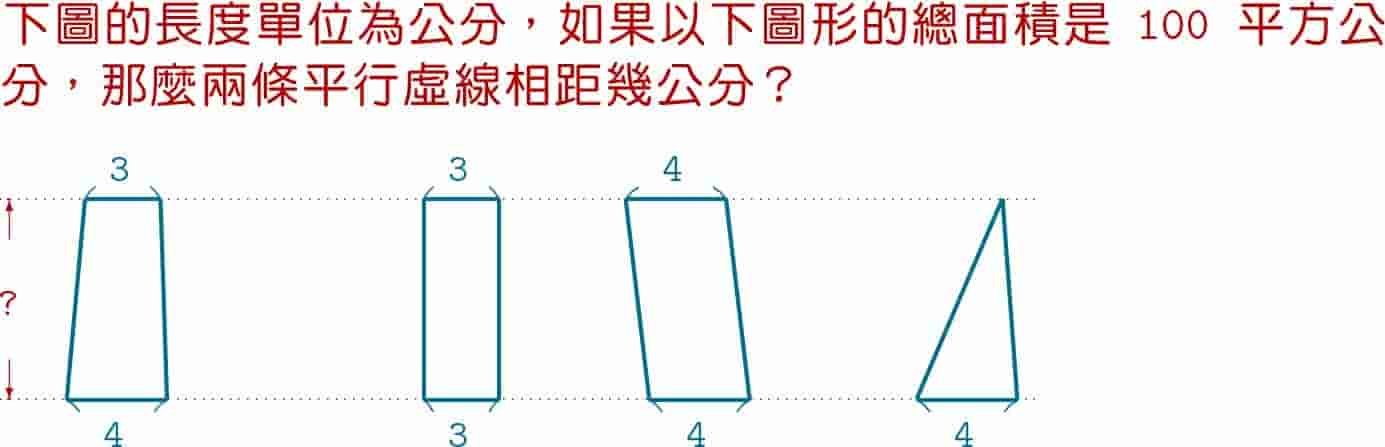 下圖的長度單位為公分，如果以下圖形的總面積是 100 平方公
分，那麼兩條平行虛線相距幾公分？
3 3 4
?
4 3 4 4